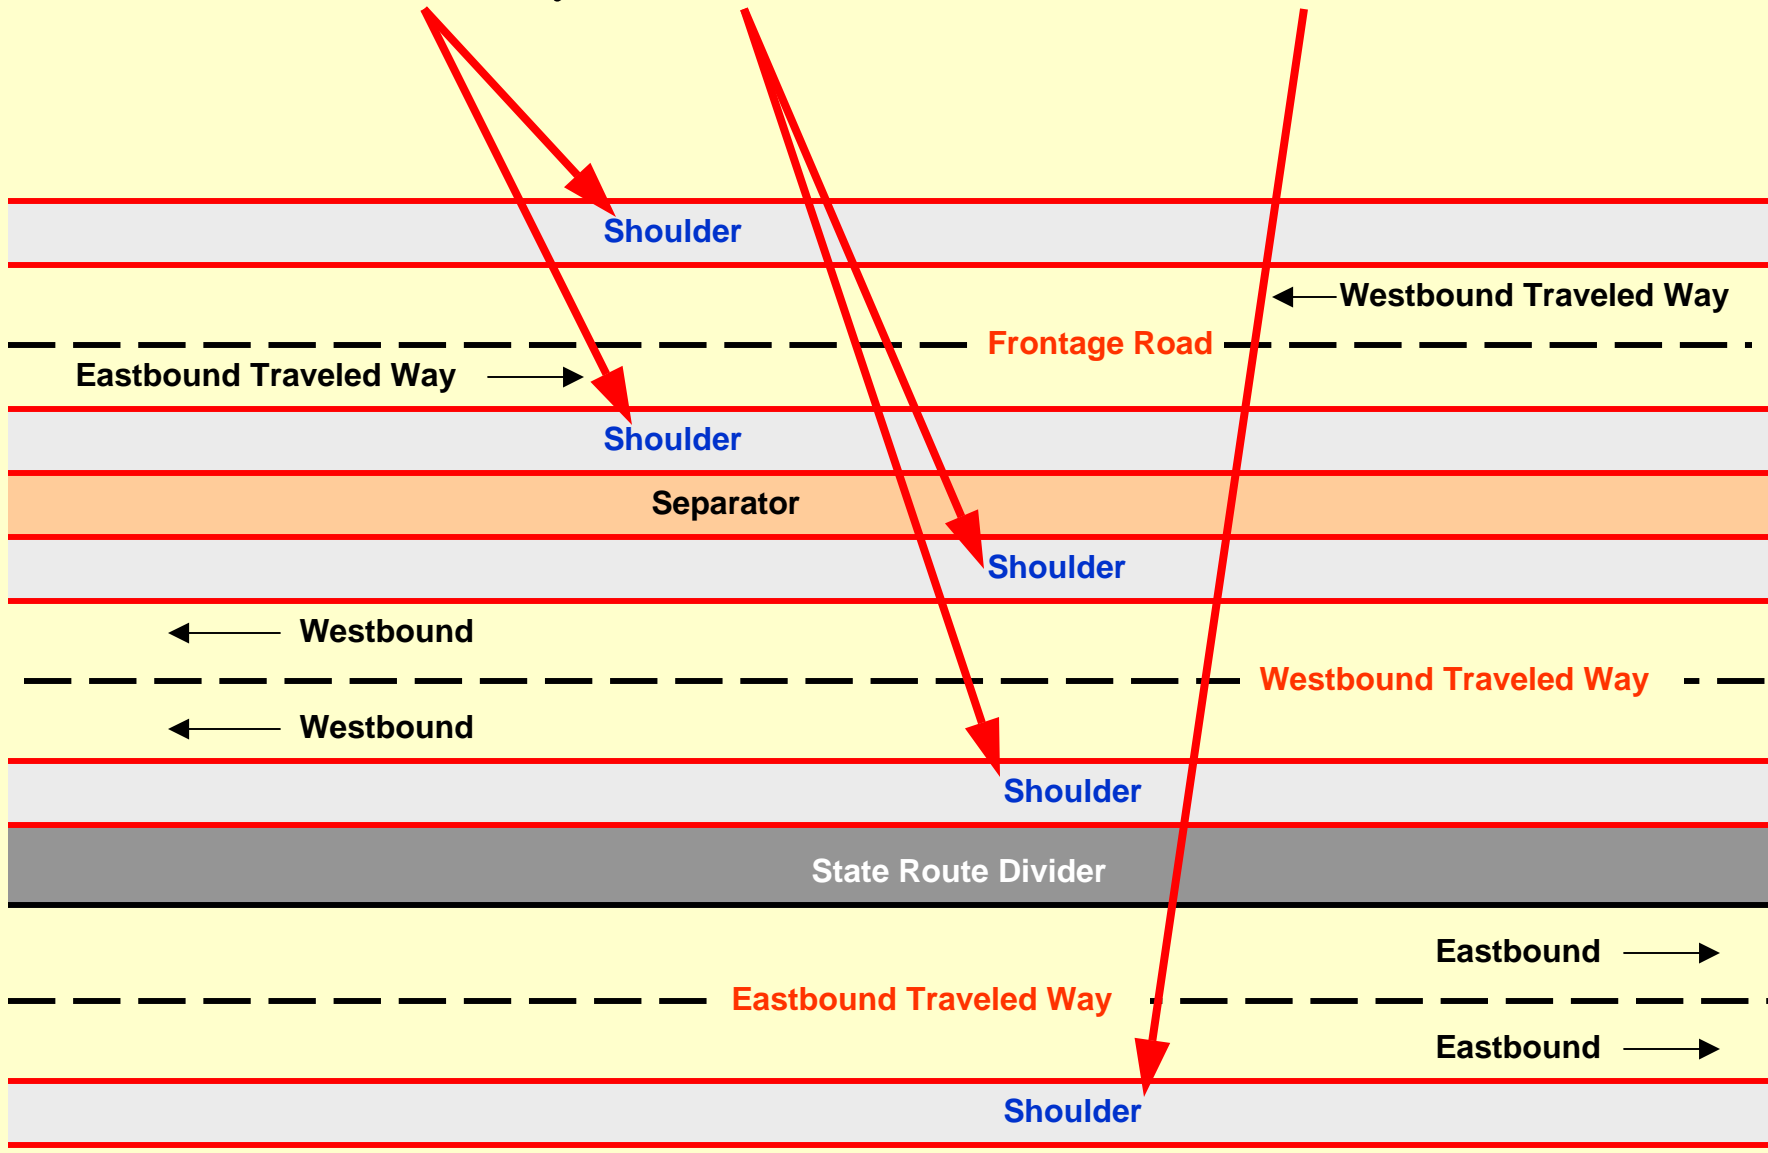 Shoulder
Westbound Traveled Way
Frontage Road
Eastbound Traveled Way
Shoulder
Separator
Shoulder
Westbound
Westbound Traveled Way
Westbound
Shoulder
State Route Divider
Eastbound
Eastbound Traveled Way
Eastbound
Shoulder